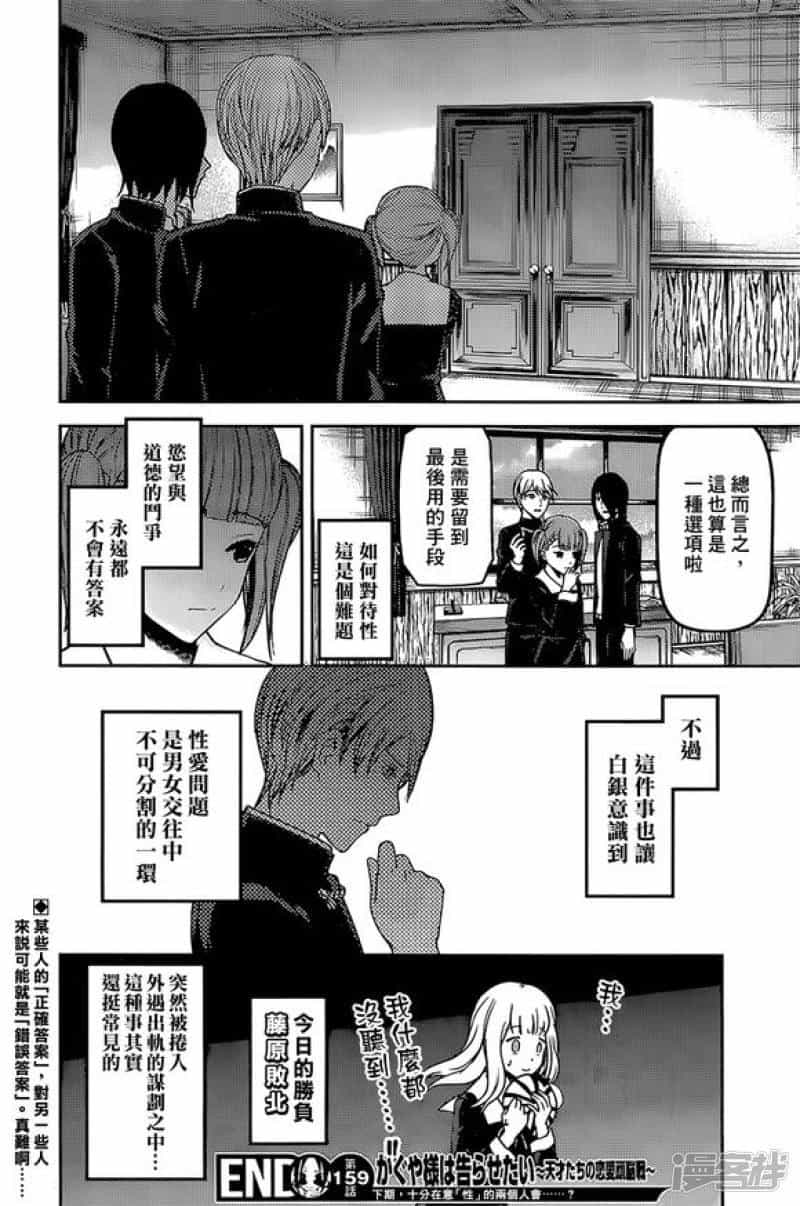 總而言之，
這也算是
一種選項啦
是需要留到
最後用的手段
如何對待性
這是個難題
慾望與
道德的鬥爭
永遠都
不會有答案
不過
這件事也讓
白銀意識到
性愛問題
是男女交往中
不可分割的一環
我…
我什麼都
沒聽到……
今日的勝負
藤原敗北
突然被捲入
外遇出軌的謀劃之中…
這種事其實
還挺常見的
◆某些人的「正確答案」，對另一些人
來說可能就是「錯誤答案」。真難啊……
END
第159話
かぐや様は告らせたい
～天才たちの恋愛頭脳戦～
下期，十分在意「性」的兩個人會……？
漫客栈